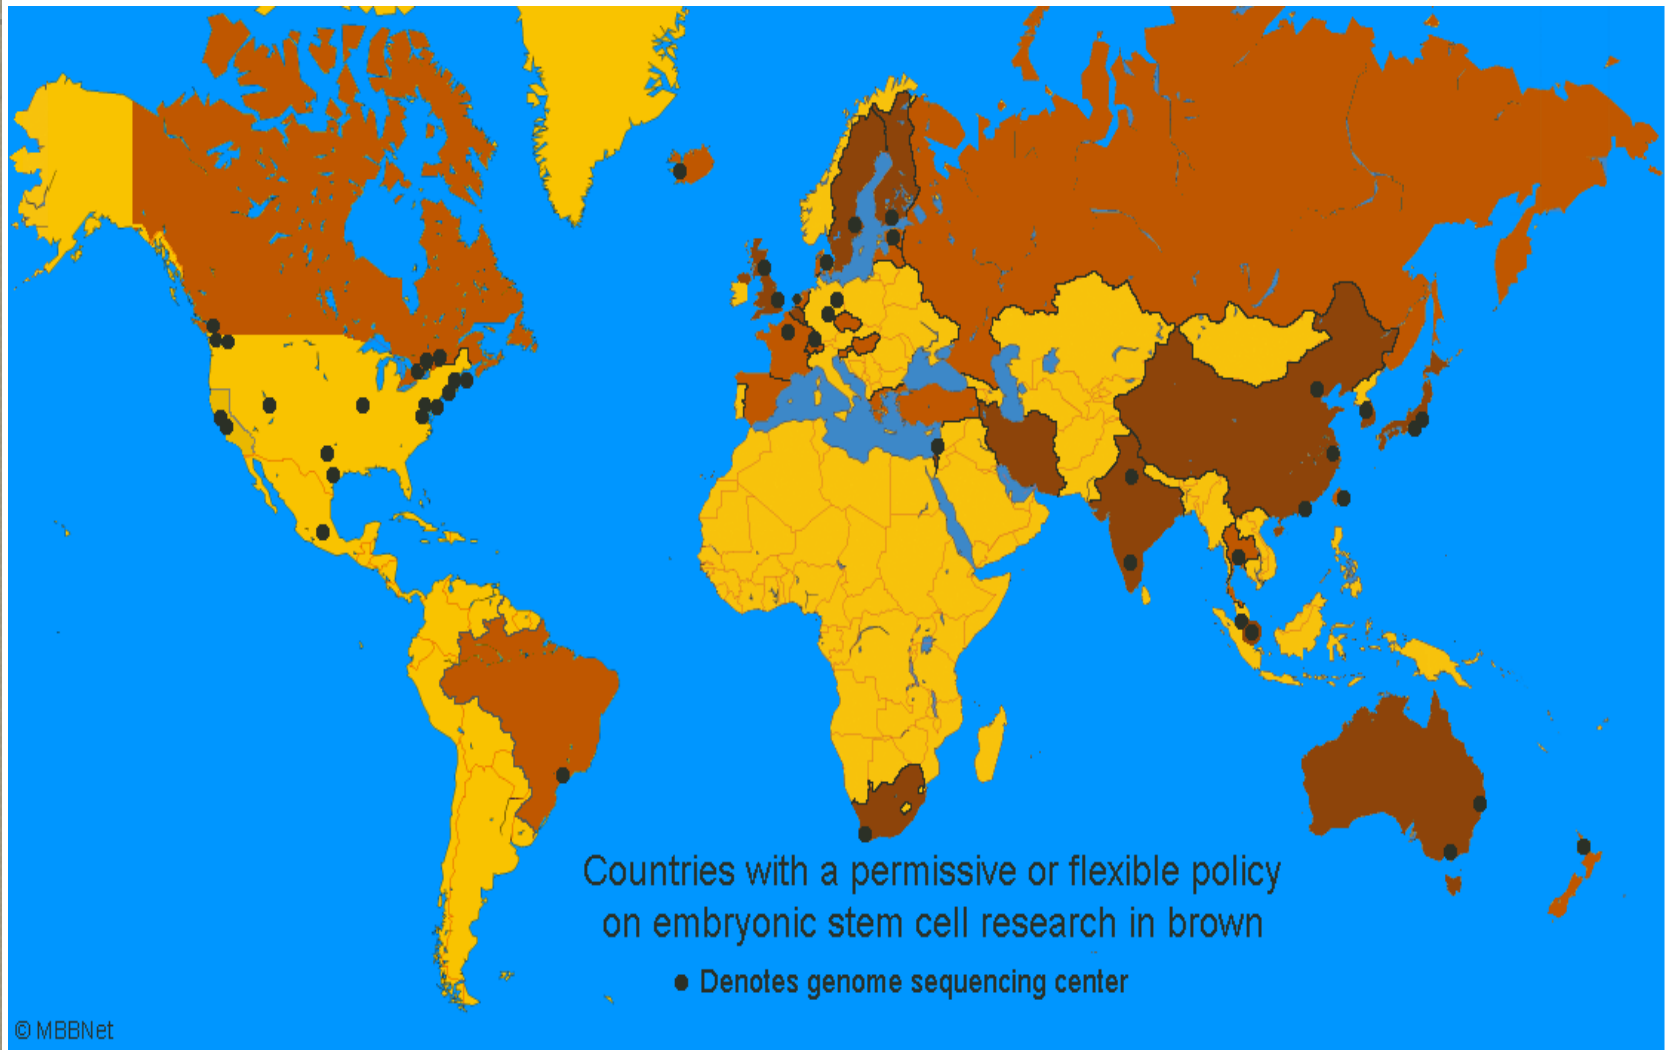 Countries with a permissive or flexible policy
on embryonic stem cell research in brown
Denotes genome sequencing center
© MBBNet